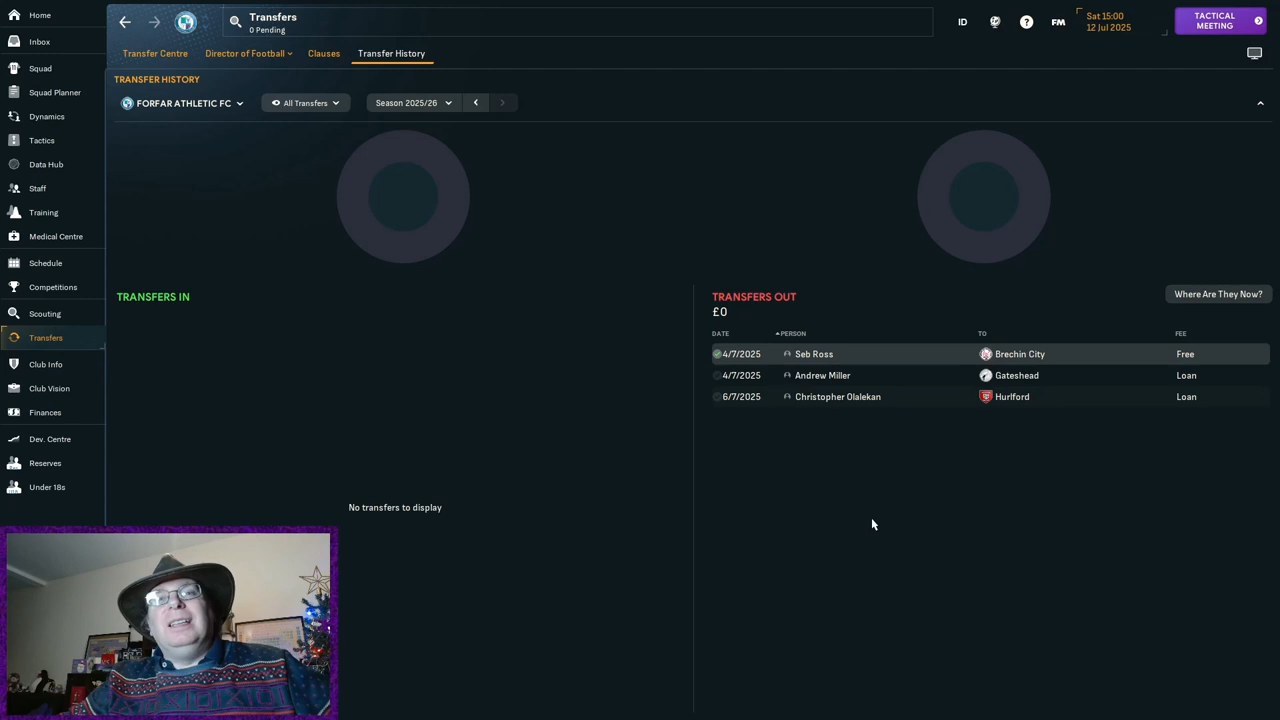 Home
Inbox
Squad
Squad Planner
Dynamics
Tactics
Data Hub
Staff
Training
Medical Centre
Schedule
Competitions
Scouting
Transfers
Club Info
Club Vision
Finances
Dev. Centre
Reserves
Under 18s
Transfers
0 Pending
ID
?
FM
Sat 15:00
12 Jul 2025
TACTICAL
MEETING
Transfer Centre
Director of Football
Clauses
Transfer History
TRANSFER HISTORY
FORFAR ATHLETIC FC
All Transfers
Season 2025/26
TRANSFERS IN
No transfers to display
TRANSFERS OUT
£0
Where Are They Now?
DATE PERSON TO FEE
4/7/2025 Seb Ross Brechin City Free
4/7/2025 Andrew Miller Gateshead Loan
6/7/2025 Christopher Olalekan Hurlford Loan